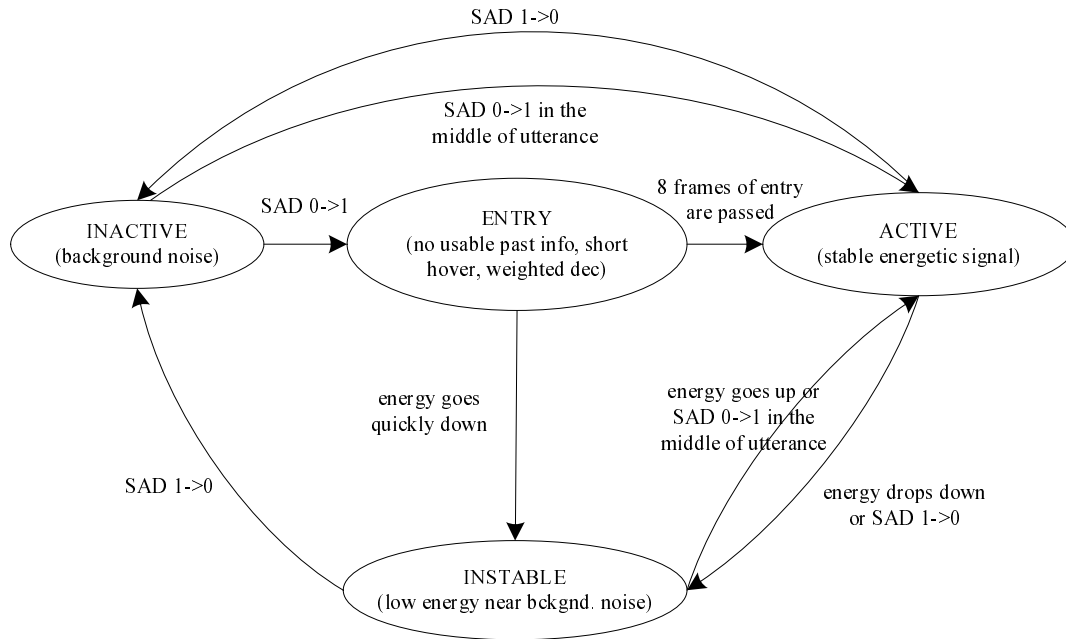 SAD 1->0
SAD 0->1 in the
middle of utterance
8 frames of entry
are passed
SAD 0->1
INACTIVE
(background noise)
ENTRY
(no usable past info, short
hover, weighted dec)
ACTIVE
(stable energetic signal)
energy goes
quickly down
energy goes up or
SAD 0->1 in the
middle of utterance
SAD 1->0
energy drops down
or SAD 1->0
INSTABLE
(low energy near bckgnd. noise)